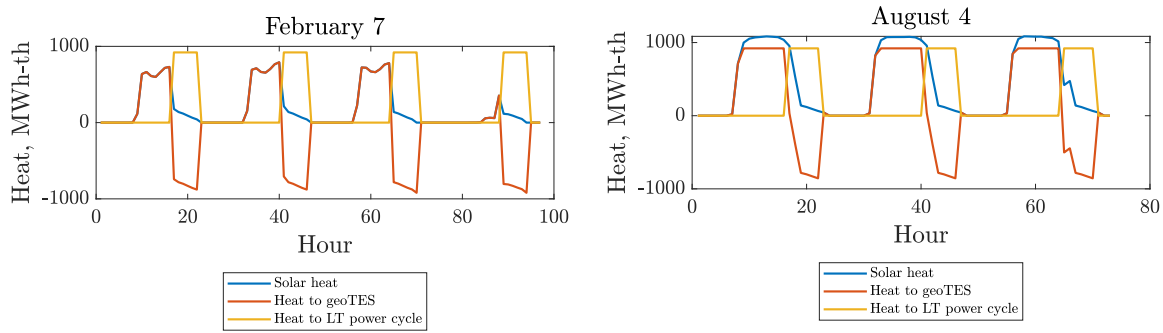 February 7
Heat, MWh-th
1000
0
-1000
0
20
40
60
80
100
Hour
Solar heat
Heat to geoTES
Heat to LT power cycle
August 4
Heat, MWh-th
1000
0
-1000
0
20
40
60
80
Hour
Solar heat
Heat to geoTES
Heat to LT power cycle